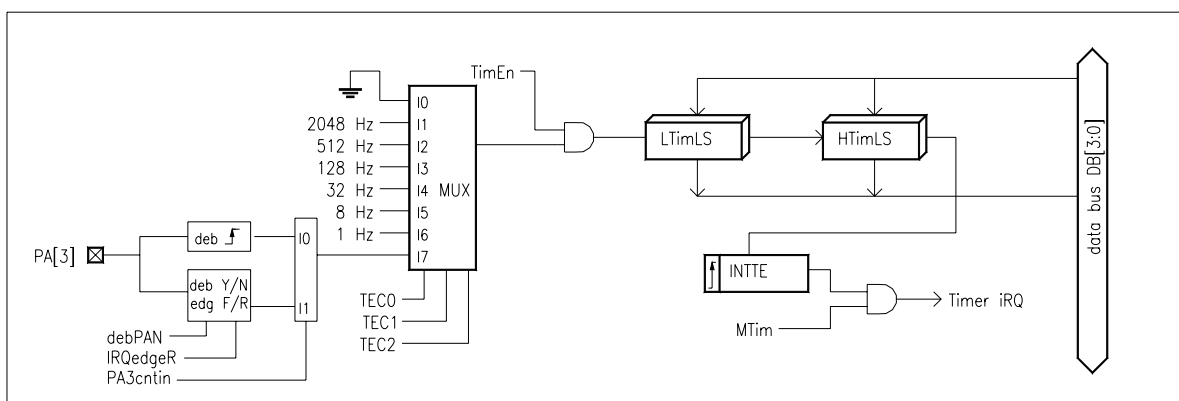 TimEn
I0
2048 Hz I1
512 Hz I2
128 Hz I3
32 Hz I4 MUX
8 Hz I5
1 Hz I6
I7
LTimLS
HTimLS
data bus DB[3:0]
PA[3]
deb
I0
deb Y/N
edg F/R
I1
debPAN
IRQedgeR
PA3cntin
TEC0
TEC1
TEC2
INTTE
MTim
Timer iRQ